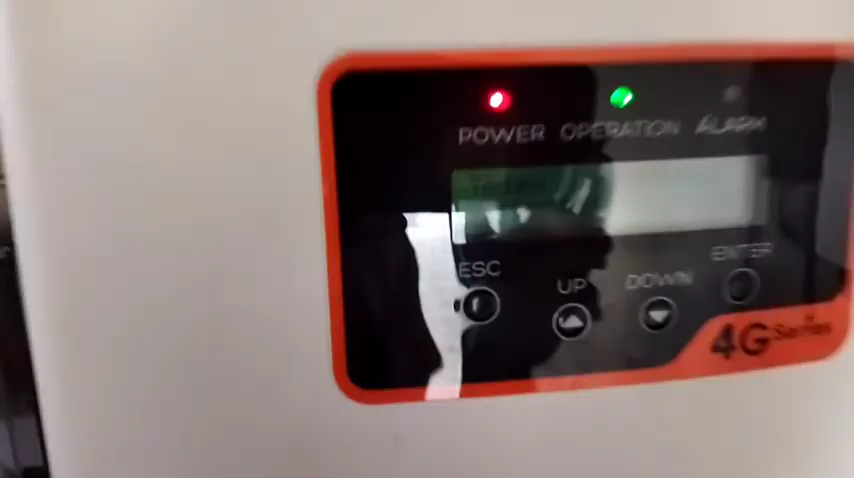 POWER OPERATION ALARM
ESC UP DOWN ENTER
4G Series